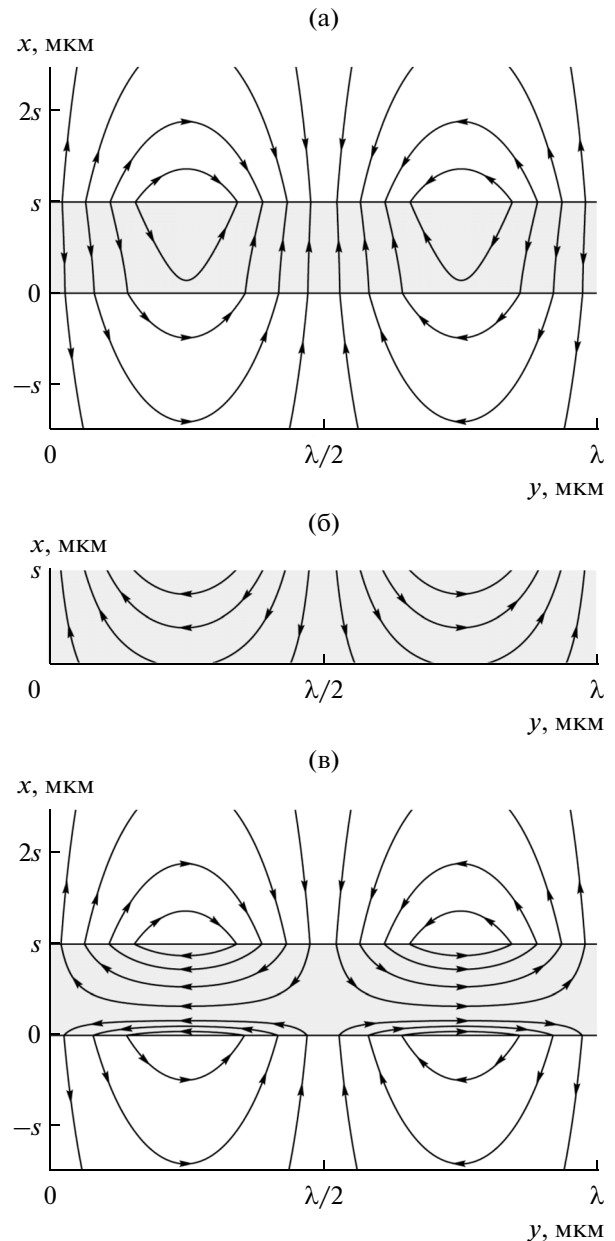 (а)
x, мкм
2s
s
0
−s
0 λ/2 λ
y, мкм
(б)
x, мкм
s
0 λ/2 λ
y, мкм
(в)
x, мкм
2s
s
0
−s
0 λ/2 λ
y, мкм